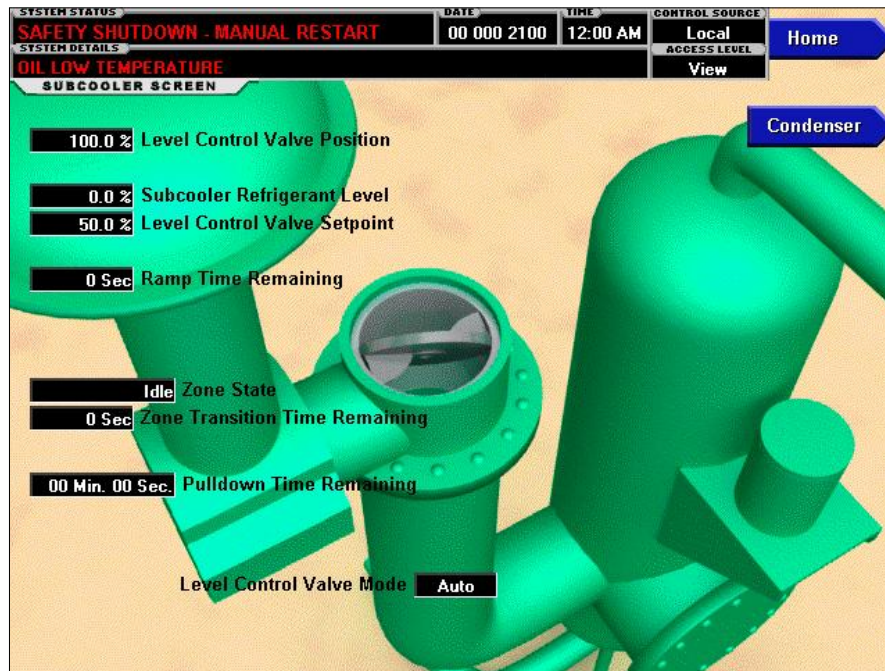 SYSTEM STATUS
SAFETY SHUTDOWN - MANUAL RESTART
DATE
00 000 2100
TIME
12:00 AM
CONTROL SOURCE
Local
Home
SYSTEM DETAILS
OIL LOW TEMPERATURE
ACCESS LEVEL
View
SUBCOOLER SCREEN
Condenser
100.0 % Level Control Valve Position
0.0 % Subcooler Refrigerant Level
50.0 % Level Control Valve Setpoint
0 Sec Ramp Time Remaining
Idle Zone State
0 Sec Zone Transition Time Remaining
00 Min. 00 Sec. Pulldown Time Remaining
Level Control Valve Mode Auto